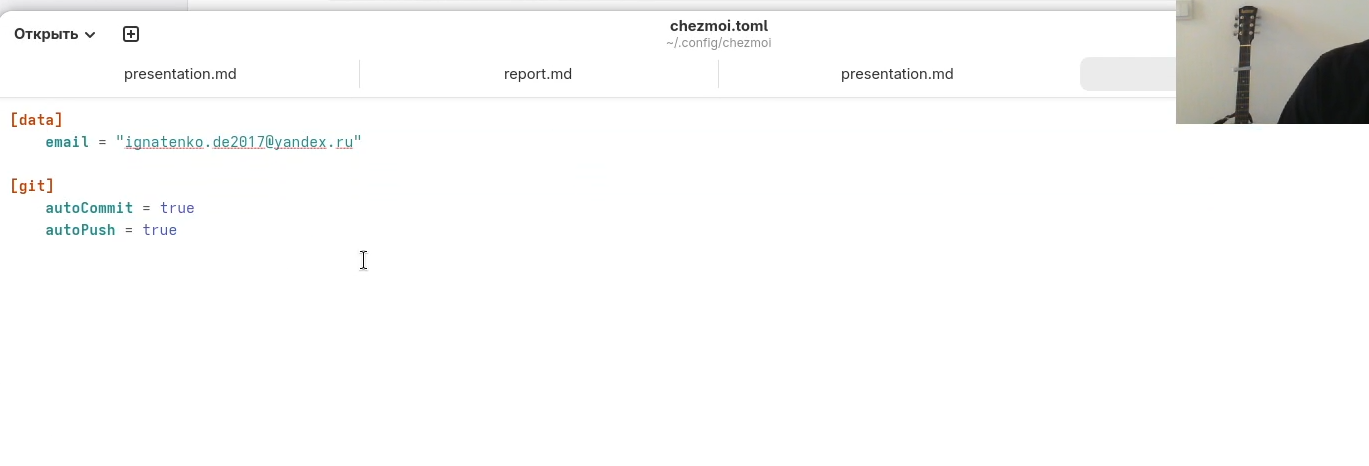 Открыть
chezmoi.toml
~/.config/chezmoi
presentation.md
report.md
presentation.md
[data]
    email = "ignatenko.de2017@yandex.ru"
[git]
    autoCommit = true
    autoPush = true